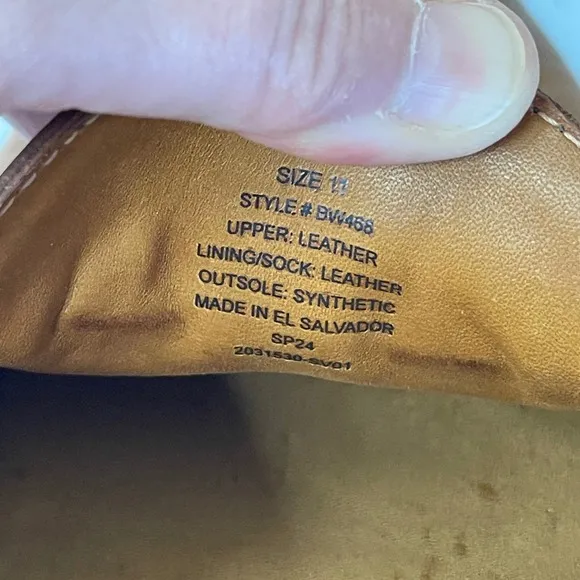 SIZE 11
STYLE # BW468
UPPER: LEATHER
LINING/SOCK: LEATHER
OUTSOLE: SYNTHETIC
MADE IN EL SALVADOR
SP24